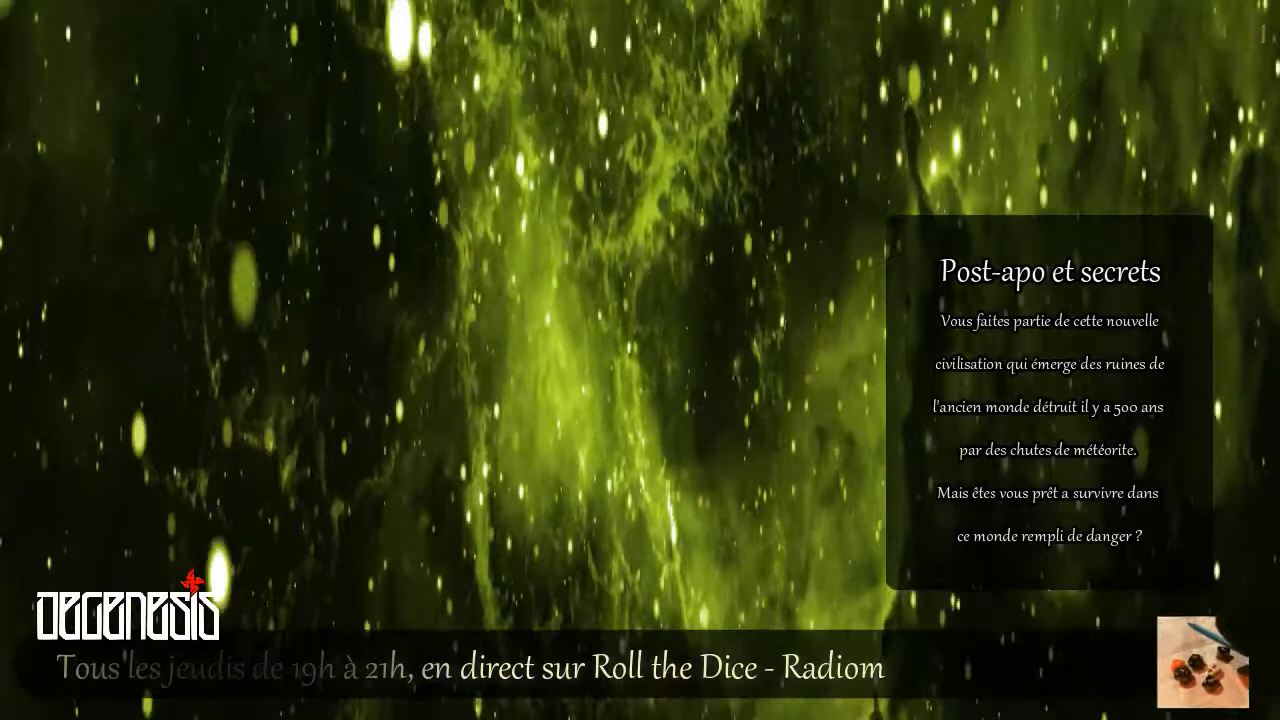 Post-apo et secrets
Vous faites partie de cette nouvelle
civilisation qui émerge des ruines de
l'ancien monde détruit il y a 500 ans
par des chutes de météorite.
Mais êtes vous prêt a survivre dans
ce monde rempli de danger ?
DEGENESIS
Tous les jeudis de 19h à 21h, en direct sur Roll the Dice - Radiom